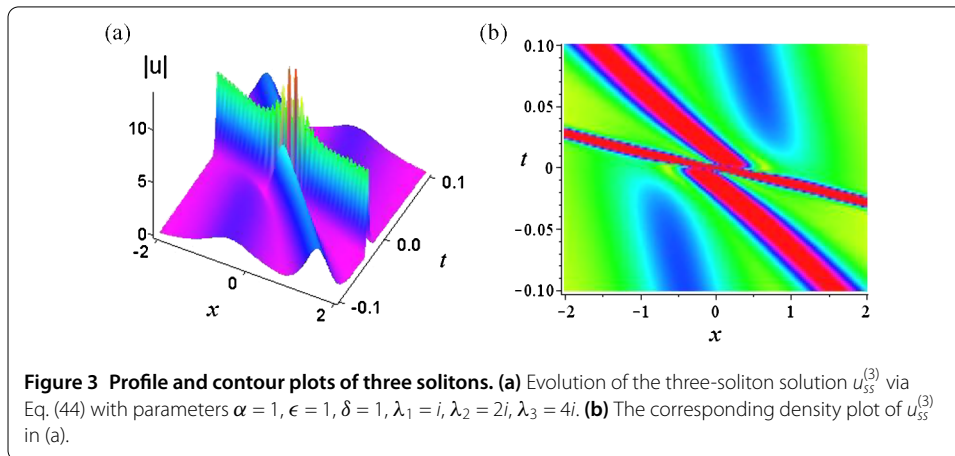 (a)
|u|
10
5
0
-2
0
2
x
-0.1
0.0
0.1
t
(b)
0.10
0.05
t
0
-0.05
-0.10
-2
-1
0
1
2
x
Figure 3 Profile and contour plots of three solitons. (a) Evolution of the three-soliton solution u_{ss}^{(3)} via
Eq. (44) with parameters α = 1, ϵ = 1, δ = 1, λ₁ = i, λ₂ = 2i, λ₃ = 4i. (b) The corresponding density plot of u_{ss}^{(3)}
in (a).